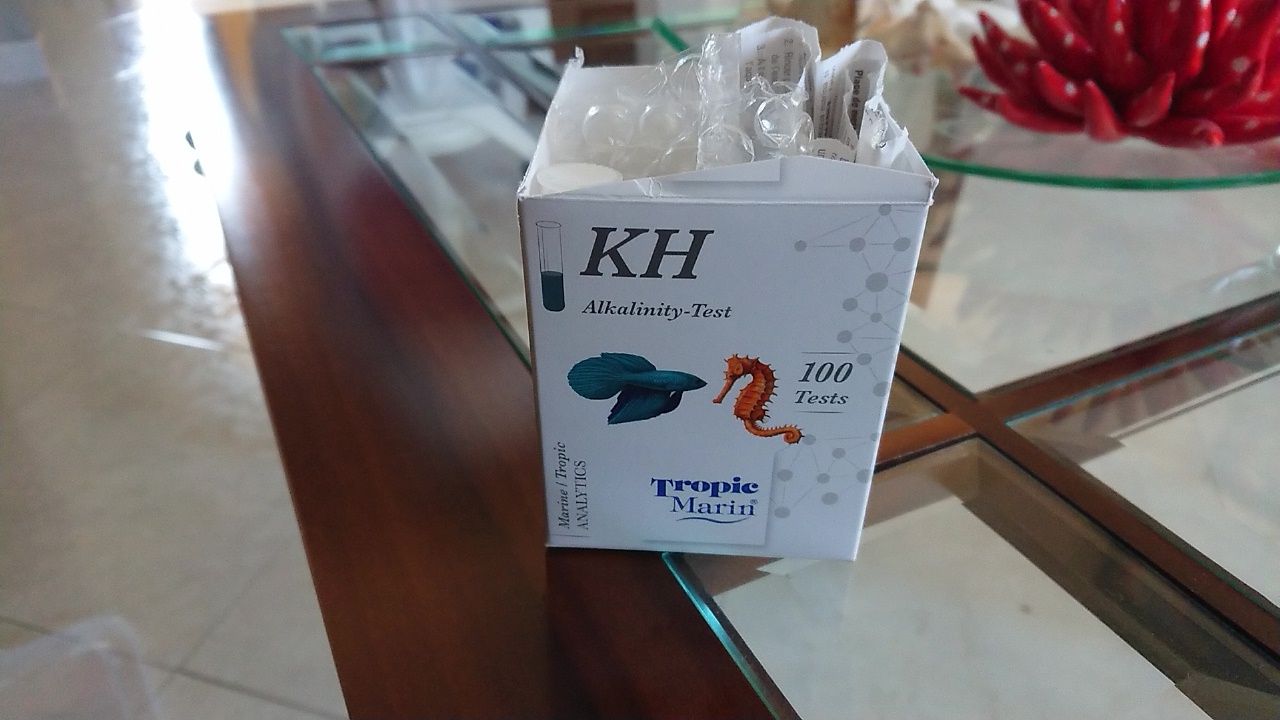 KH
Alkalinity-Test
100
Tests
Marine / Tropic
ANALYTICS
Tropic
Marin®